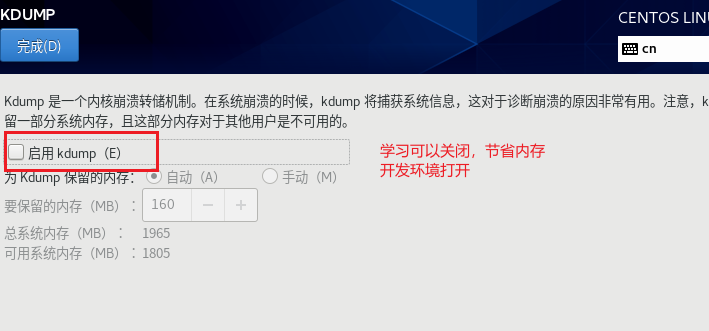 KDUMP
CENTOS LINU
完成(D)
cn
Kdump 是一个内核崩溃转储机制。在系统崩溃的时候，kdump 将捕获系统信息，这对于诊断崩溃的原因非常有用。注意，k
留一部分系统内存，且这部分内存对于其他用户是不可用的。
启用 kdump（E）
学习可以关闭，节省内存
开发环境打开
为 Kdump 保留的内存： 自动（A） 手动（M）
要保留的内存（MB）： 160 − +
总系统内存（MB）： 1965
可用系统内存（MB）：1805